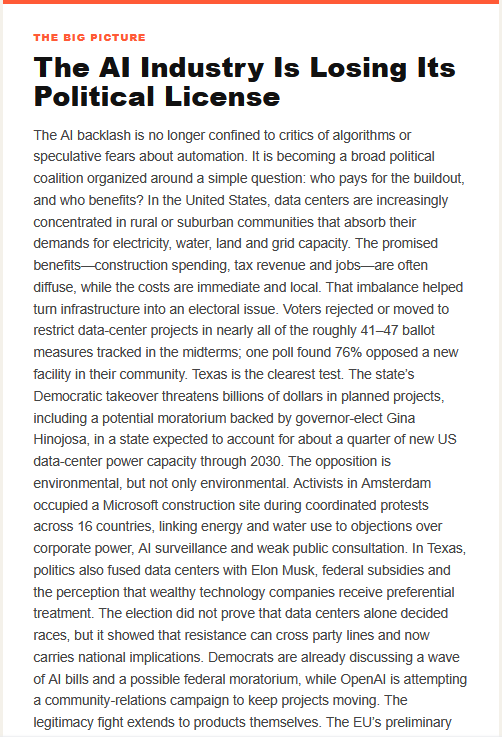 THE BIG PICTURE
The AI Industry Is Losing Its
Political License
The AI backlash is no longer confined to critics of algorithms or
speculative fears about automation. It is becoming a broad political
coalition organized around a simple question: who pays for the buildout,
and who benefits? In the United States, data centers are increasingly
concentrated in rural or suburban communities that absorb their
demands for electricity, water, land and grid capacity. The promised
benefits—construction spending, tax revenue and jobs—are often
diffuse, while the costs are immediate and local. That imbalance helped
turn infrastructure into an electoral issue. Voters rejected or moved to
restrict data-center projects in nearly all of the roughly 41–47 ballot
measures tracked in the midterms; one poll found 76% opposed a new
facility in their community. Texas is the clearest test. The state’s
Democratic takeover threatens billions of dollars in planned projects,
including a potential moratorium backed by governor-elect Gina
Hinojosa, in a state expected to account for about a quarter of new US
data-center power capacity through 2030. The opposition is
environmental, but not only environmental. Activists in Amsterdam
occupied a Microsoft construction site during coordinated protests
across 16 countries, linking energy and water use to objections over
corporate power, AI surveillance and weak public consultation. In Texas,
politics also fused data centers with Elon Musk, federal subsidies and
the perception that wealthy technology companies receive preferential
treatment. The election did not prove that data centers alone decided
races, but it showed that resistance can cross party lines and now
carries national implications. Democrats are already discussing a wave
of AI bills and a possible federal moratorium, while OpenAI is attempting
a community-relations campaign to keep projects moving. The
legitimacy fight extends to products themselves. The EU’s preliminary